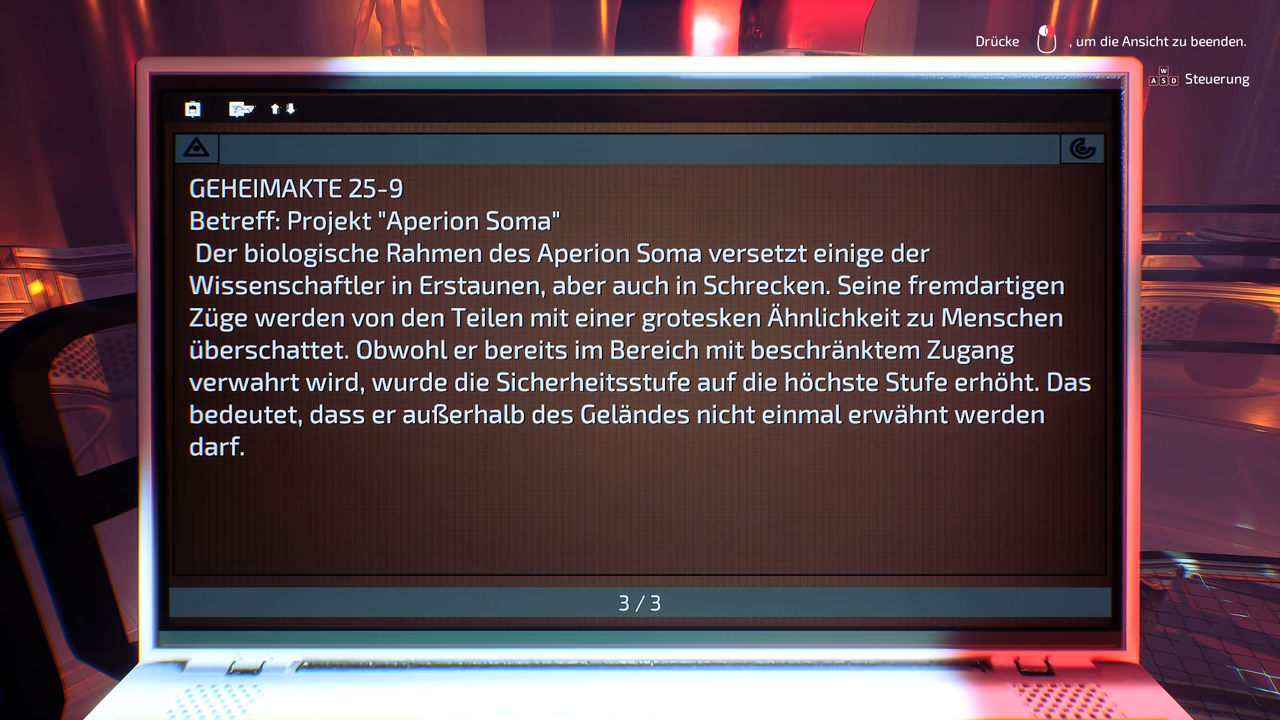 Drücke , um die Ansicht zu beenden.
W
A S D Steuerung
GEHEIMAKTE 25-9
Betreff: Projekt "Aperion Soma"
Der biologische Rahmen des Aperion Soma versetzt einige der
Wissenschaftler in Erstaunen, aber auch in Schrecken. Seine fremdartigen
Züge werden von den Teilen mit einer grotesken Ähnlichkeit zu Menschen
überschattet. Obwohl er bereits im Bereich mit beschränktem Zugang
verwahrt wird, wurde die Sicherheitsstufe auf die höchste Stufe erhöht. Das
bedeutet, dass er außerhalb des Geländes nicht einmal erwähnt werden
darf.
3 / 3